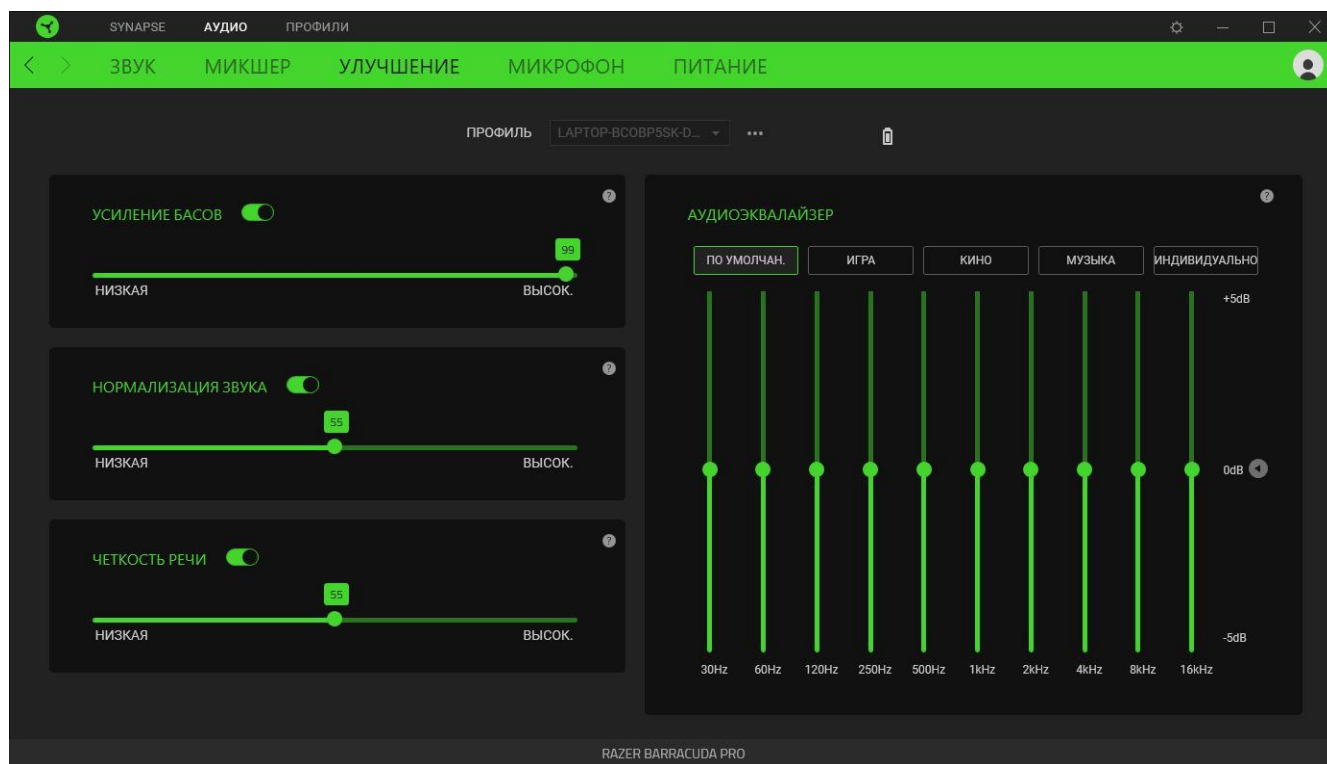 SYNAPSE АУДИО ПРОФИЛИ
ЗВУК МИКШЕР УЛУЧШЕНИЕ МИКРОФОН ПИТАНИЕ
ПРОФИЛЬ LAPTOP-BCOBP5SK-D...
УСИЛЕНИЕ БАСОВ
99
НИЗКАЯ ВЫСОК.
НОРМАЛИЗАЦИЯ ЗВУКА
55
НИЗКАЯ ВЫСОК.
ЧЕТКОСТЬ РЕЧИ
55
НИЗКАЯ ВЫСОК.
АУДИОЭКВАЛАЙЗЕР
ПО УМОЛЧАН. ИГРА КИНО МУЗЫКА ИНДИВИДУАЛЬНО
+5dB
0dB
-5dB
30Hz 60Hz 120Hz 250Hz 500Hz 1kHz 2kHz 4kHz 8kHz 16kHz
RAZER BARRACUDA PRO